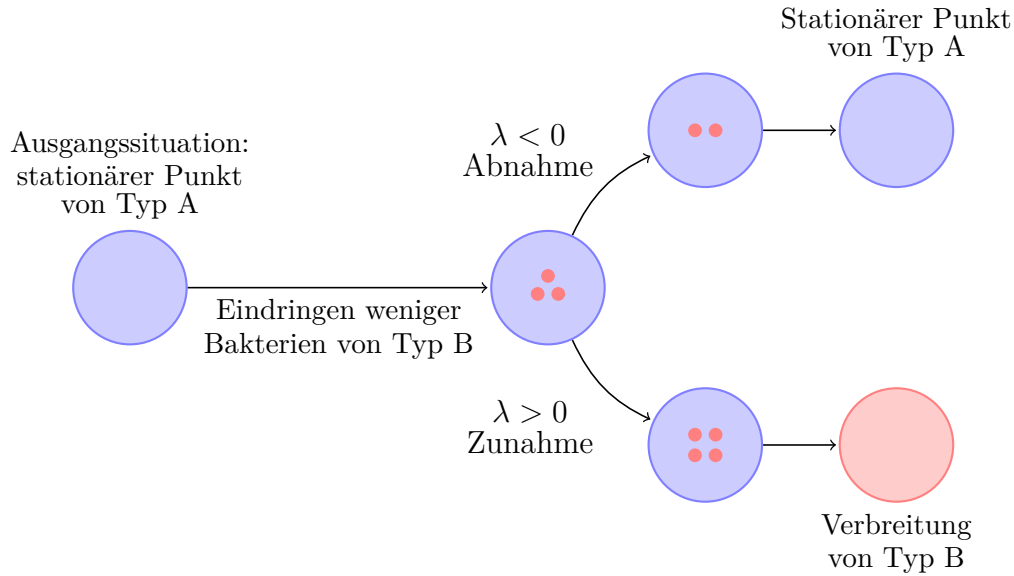 Ausgangssituation:
stationärer Punkt
von Typ A
Eindringen weniger
Bakterien von Typ B
λ < 0
Abnahme
λ > 0
Zunahme
Stationärer Punkt
von Typ A
Verbreitung
von Typ B